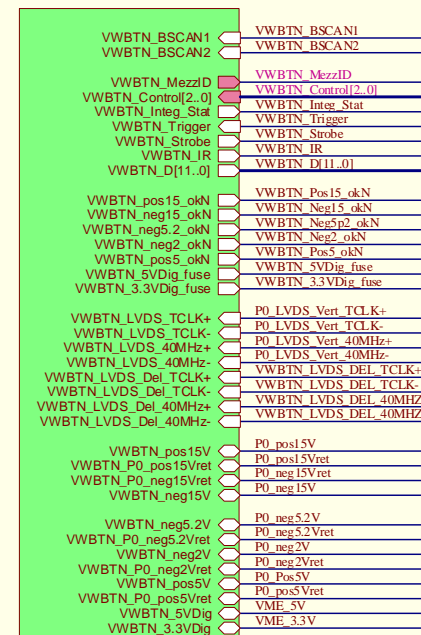 VWBTN_BSCAN1 VWBTN_BSCAN1
VWBTN_BSCAN2 VWBTN_BSCAN2
VWBTN_MezzID VWBTN_MezzID
VWBTN_Control[2..0] VWBTN_Control[2..0]
VWBTN_Integ_Stat VWBTN_Integ_Stat
VWBTN_Trigger VWBTN_Trigger
VWBTN_Strobe VWBTN_Strobe
VWBTN_IR VWBTN_IR
VWBTN_D[11..0] VWBTN_D[11..0]
VWBTN_pos15_okN VWBTN_Pos15_okN
VWBTN_neg15_okN VWBTN_Neg15_okN
VWBTN_neg5.2_okN VWBTN_Neg5p2_okN
VWBTN_neg2_okN VWBTN_Neg2_okN
VWBTN_pos5_okN VWBTN_Pos5_okN
VWBTN_5VDig_fuse VWBTN_5VDig_fuse
VWBTN_3.3VDig_fuse VWBTN_3.3VDig_fuse
VWBTN_LVDS_TCLK+ P0_LVDS_Vert_TCLK+
VWBTN_LVDS_TCLK- P0_LVDS_Vert_TCLK-
VWBTN_LVDS_40MHz+ P0_LVDS_Vert_40MHz+
VWBTN_LVDS_40MHz- P0_LVDS_Vert_40MHz-
VWBTN_LVDS_Del_TCLK+ VWBTN_LVDS_DEL_TCLK+
VWBTN_LVDS_Del_TCLK- VWBTN_LVDS_DEL_TCLK-
VWBTN_LVDS_Del_40MHz+ VWBTN_LVDS_DEL_40MHZ
VWBTN_LVDS_Del_40MHz- VWBTN_LVDS_DEL_40MHZ
VWBTN_pos15V P0_pos15V
VWBTN_P0_pos15Vret P0_pos15Vret
VWBTN_P0_neg15Vret P0_neg15Vret
VWBTN_neg15V P0_neg15V
VWBTN_neg5.2V P0_neg5.2V
VWBTN_P0_neg5.2Vret P0_neg5.2Vret
VWBTN_neg2V P0_neg2V
VWBTN_P0_neg2Vret P0_neg2Vret
VWBTN_pos5V P0_Pos5V
VWBTN_P0_pos5Vret P0_pos5Vret
VWBTN_5VDig VME_5V
VWBTN_3.3VDig VME_3.3V